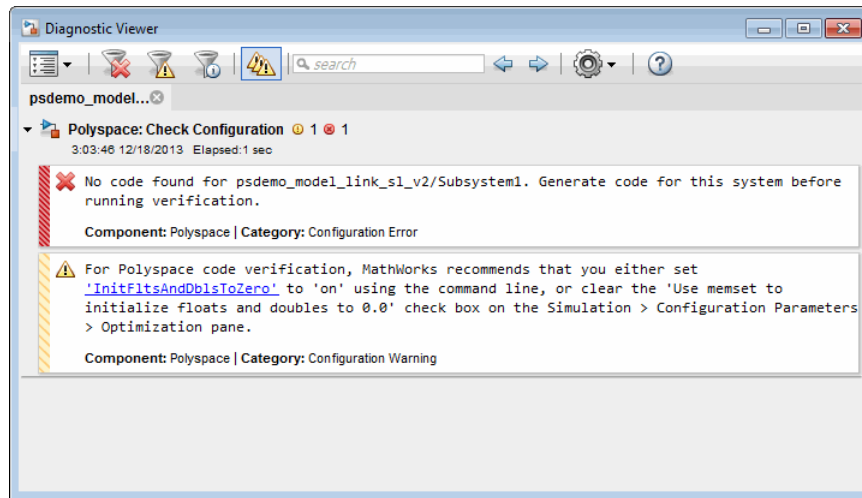 Diagnostic Viewer
search
psdemo_model...
Polyspace: Check Configuration 1 1
3:03:46 12/18/2013 Elapsed:1 sec
No code found for psdemo_model_link_sl_v2/Subsystem1. Generate code for this system before
running verification.
Component: Polyspace | Category: Configuration Error
For Polyspace code verification, MathWorks recommends that you either set
'InitFltsAndDblsToZero' to 'on' using the command line, or clear the 'Use memset to
initialize floats and doubles to 0.0' check box on the Simulation > Configuration Parameters
> Optimization pane.
Component: Polyspace | Category: Configuration Warning